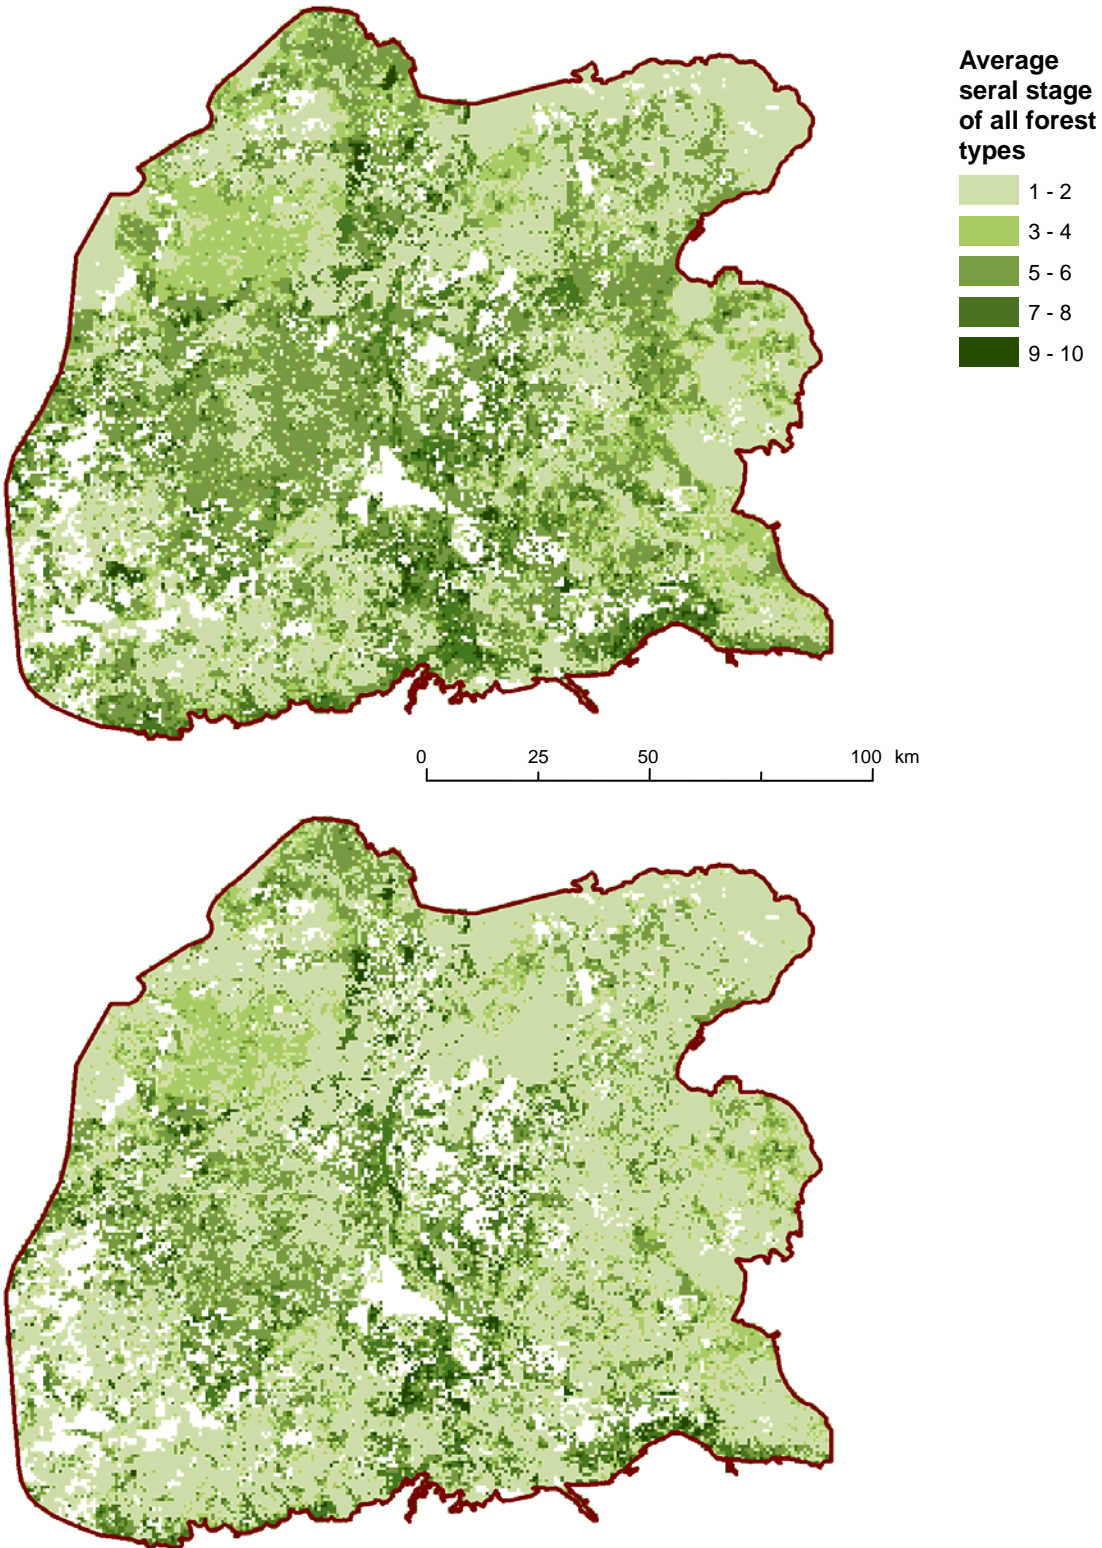 Average
seral stage
of all forest
types
1 - 2
3 - 4
5 - 6
7 - 8
9 - 10
0 25 50 100 km